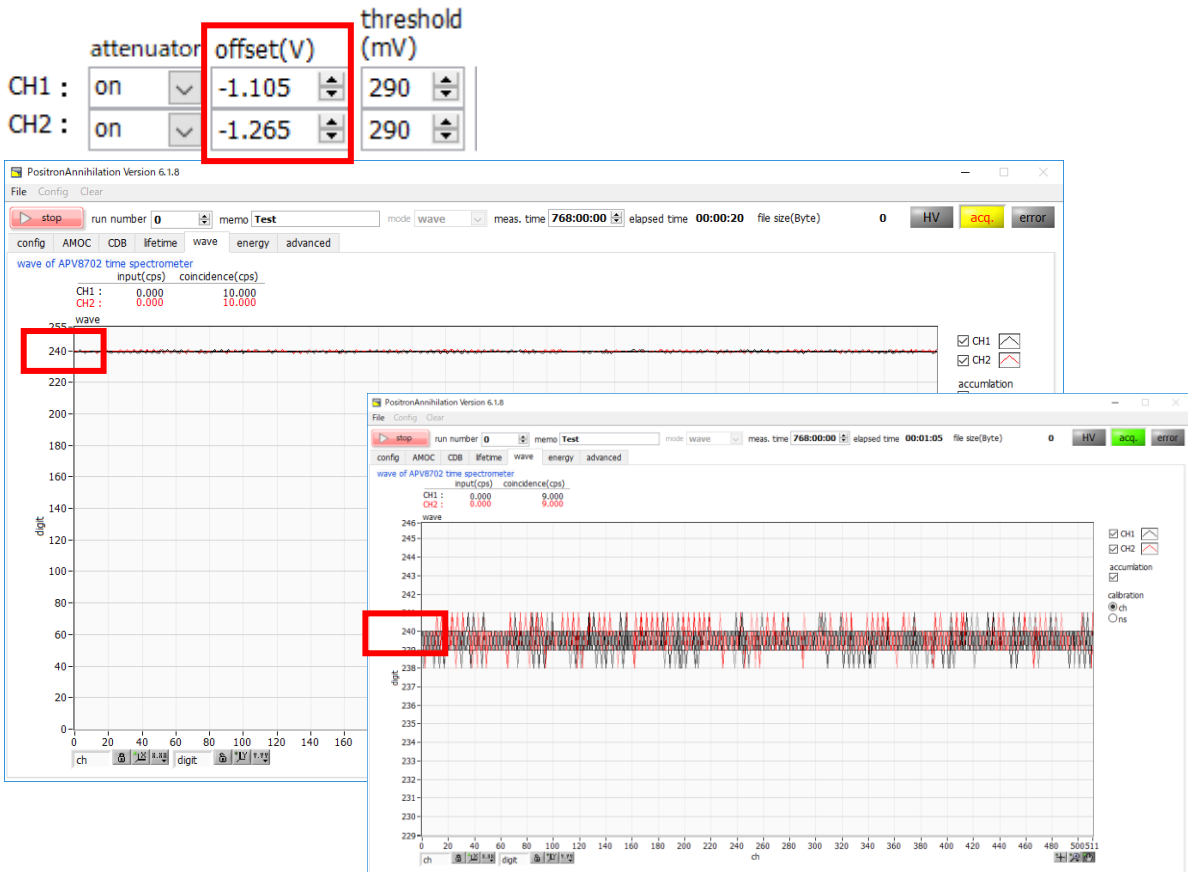 threshold
attenuator offset(V) (mV)
CH1 : on -1.105 290
CH2 : on -1.265 290
PositronAnnihilation Version 6.1.8
File Config Clear
stop run number 0 memo Test mode wave meas. time 768:00:00 elapsed time 00:00:20 file size(Byte) 0 HV acq. error
config AMOC CDB lifetime wave energy advanced
wave of APV8702 time spectrometer
input(cps) coincidence(cps)
CH1 : 0.000 10.000
CH2 : 0.000 10.000
wave
255
240
220
200
180
160
140
120
100
80
60
40
20
0
digit
0 20 40 60 80 100 120 140 160
ch digit
CH1
CH2
accumlation
PositronAnnihilation Version 6.1.8
File Config Clear
stop run number 0 memo Test mode wave meas. time 768:00:00 elapsed time 00:01:05 file size(Byte) 0 HV acq. error
config AMOC CDB lifetime wave energy advanced
wave of APV8702 time spectrometer
input(cps) coincidence(cps)
CH1 : 0.000 9.000
CH2 : 0.000 9.000
wave
246
245
244
243
242
240
238
237
236
235
234
233
232
231
230
229
digit
0 20 40 60 80 100 120 140 160 180 200 220 240 260 280 300 320 340 360 380 400 420 440 460 480 500 511
ch digit ch
CH1
CH2
accumlation
calibration
ch
ns